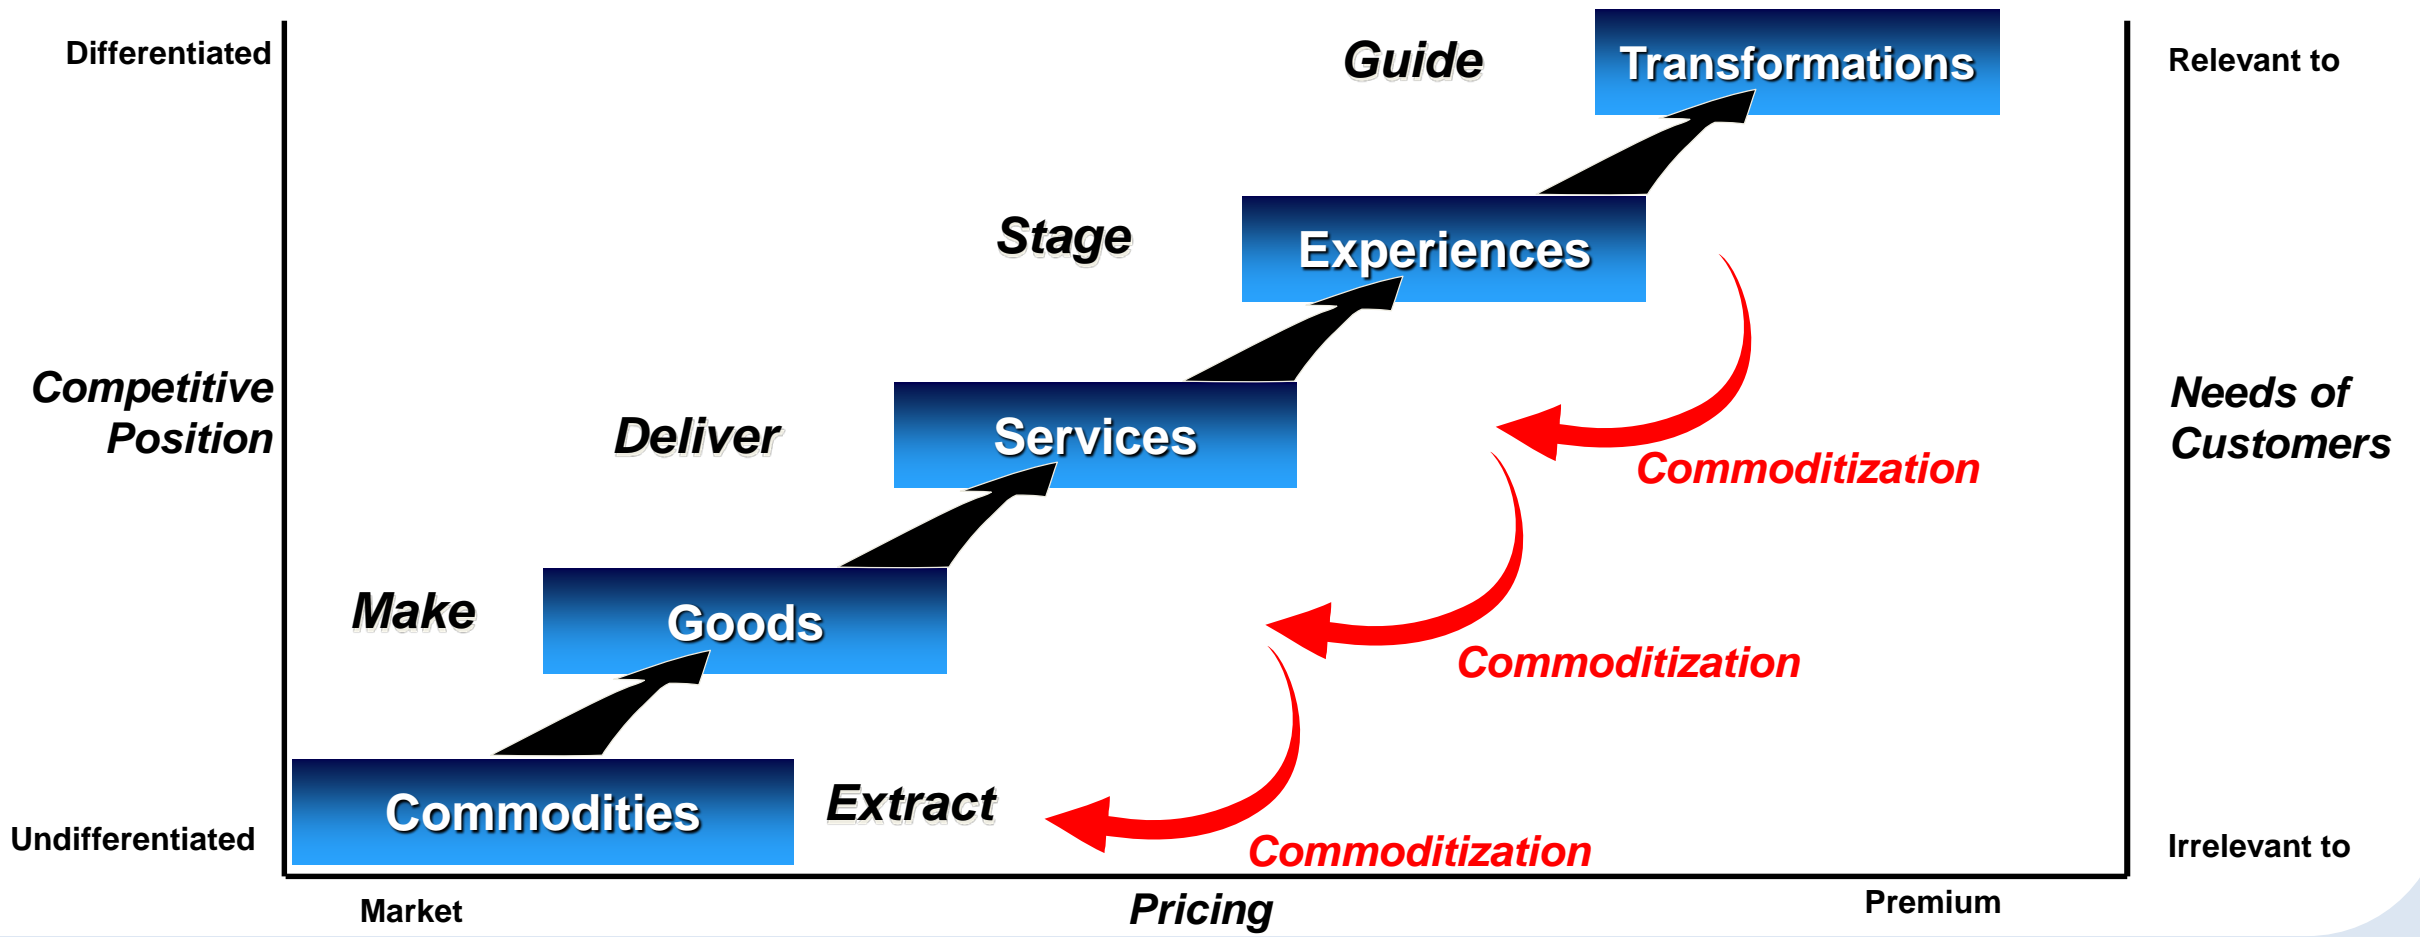 Differentiated
Guide
Transformations
Relevant to
Stage
Experiences
Competitive
Position
Deliver
Services
Needs of
Customers
Commoditization
Make
Goods
Commoditization
Commodities
Extract
Undifferentiated
Commoditization
Irrelevant to
Market
Pricing
Premium